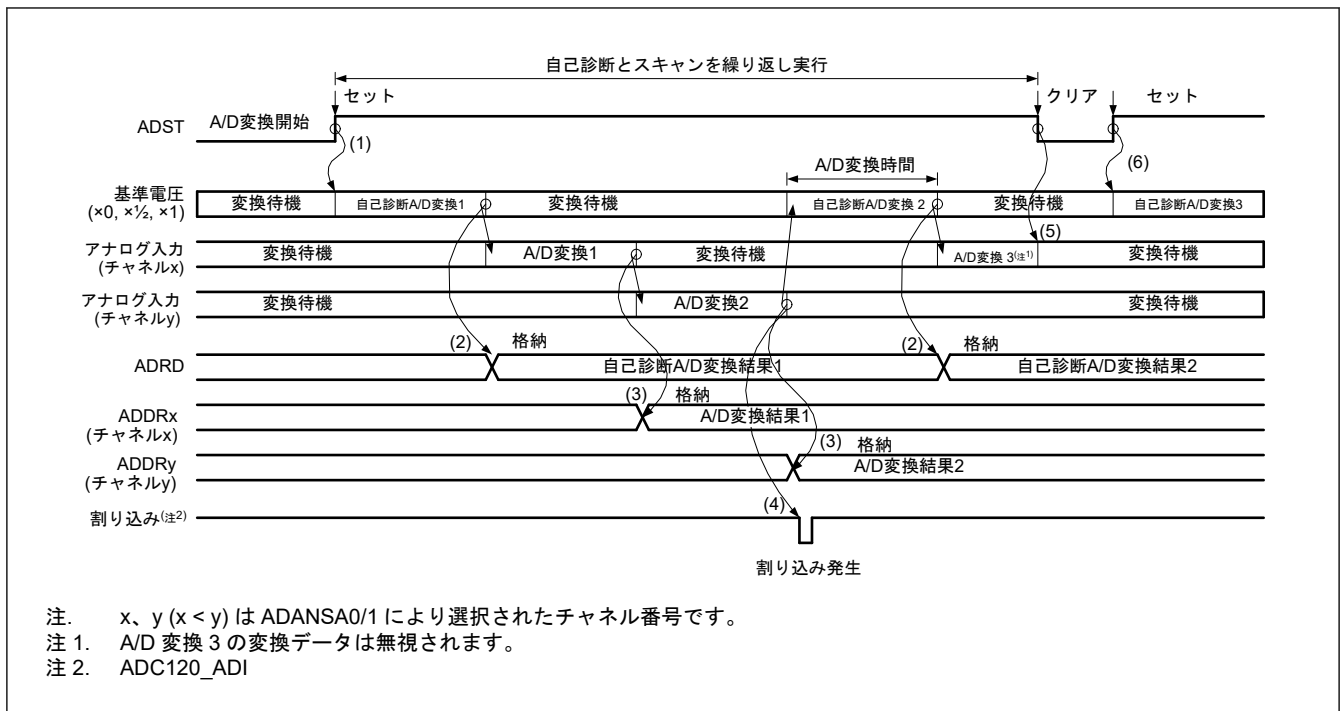 自己診断とスキャンを繰り返し実行
セット
クリア
セット
ADST
A/D変換開始
(1)
(6)
A/D変換時間
基準電圧
(×0, ×½, ×1)
変換待機
自己診断A/D変換1
変換待機
自己診断A/D変換 2
変換待機
自己診断A/D変換3
(5)
アナログ入力
(チャネルx)
変換待機
A/D変換1
変換待機
A/D変換 3(注1)
変換待機
アナログ入力
(チャネルy)
変換待機
A/D変換2
変換待機
ADRD
(2)
格納
自己診断A/D変換結果1
(2)
格納
自己診断A/D変換結果2
ADDRx
(チャネルx)
(3)
格納
A/D変換結果1
ADDRy
(チャネルy)
(3)
格納
A/D変換結果2
割り込み(注2)
(4)
割り込み発生
注. x、y (x < y) は ADANSA0/1 により選択されたチャネル番号です。
注 1. A/D 変換 3 の変換データは無視されます。
注 2. ADC120_ADI